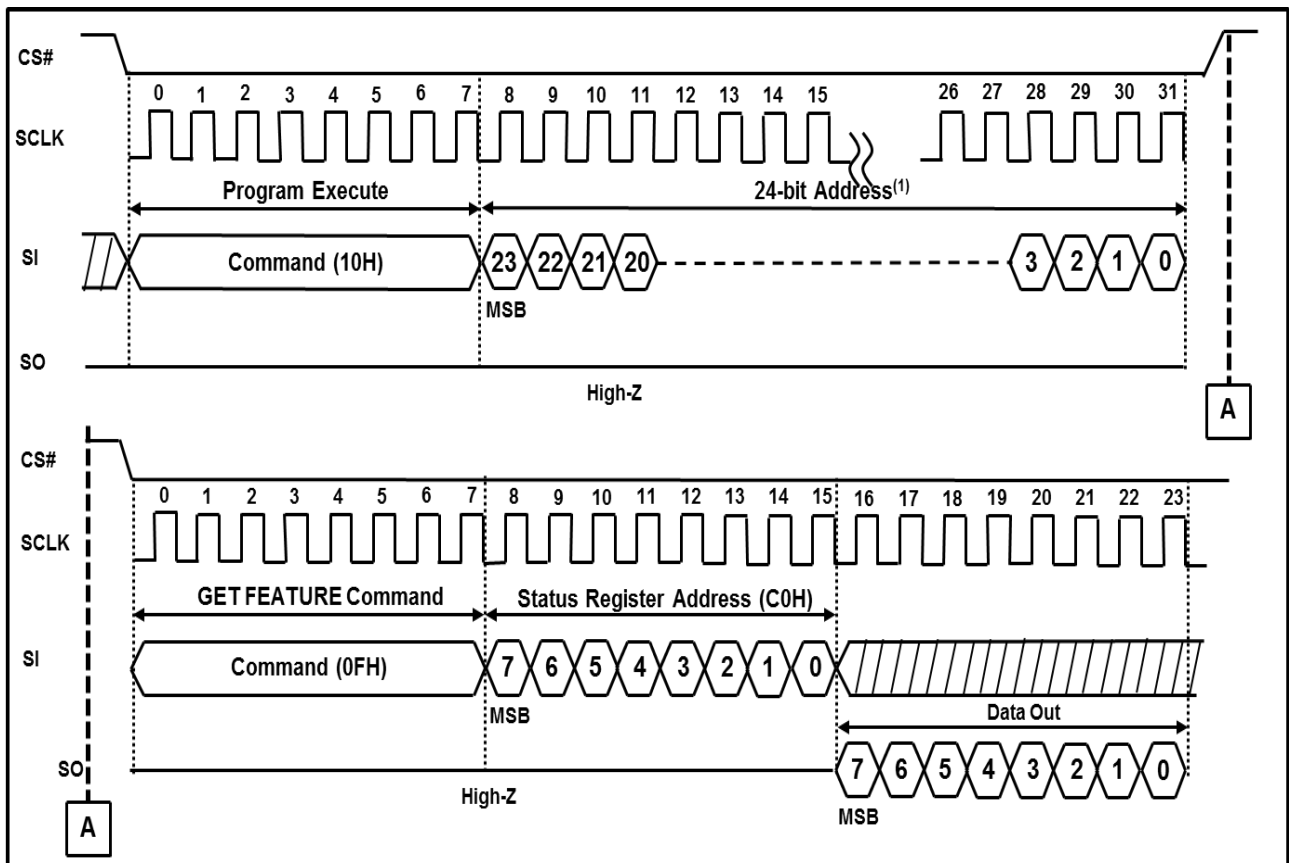 CS#
0 1 2 3 4 5 6 7 8 9 10 11 12 13 14 15 26 27 28 29 30 31
SCLK
Program Execute 24-bit Address(1)
SI Command (10H) 23 22 21 20 3 2 1 0
MSB
SO
High-Z
A
CS#
0 1 2 3 4 5 6 7 8 9 10 11 12 13 14 15 16 17 18 19 20 21 22 23
SCLK
GET FEATURE Command Status Register Address (C0H)
SI Command (0FH) 7 6 5 4 3 2 1 0
MSB Data Out
SO 7 6 5 4 3 2 1 0
High-Z
MSB
A